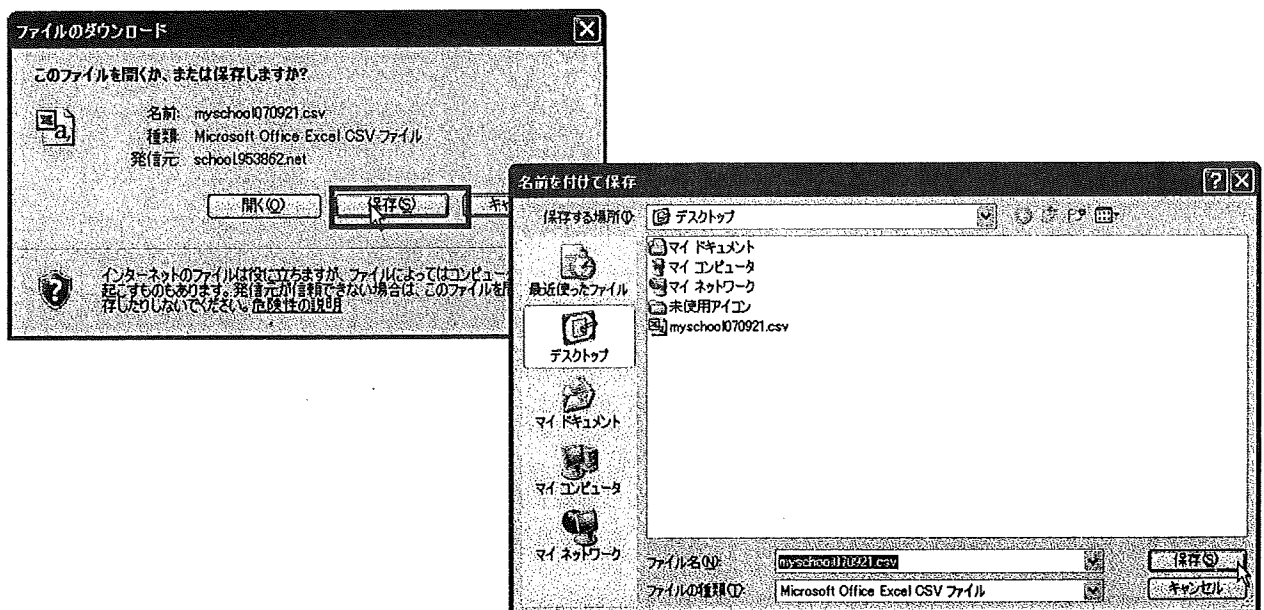 ファイルのダウンロード
このファイルを開くか、または保存しますか?
名前: myschool070921.csv
種類: Microsoft Office Excel CSV ファイル
発信元: school.953862.net
開く(O)
保存(S)
キャ
インターネットのファイルは役に立ちますが、ファイルによってはコンピュー
起こすものもあります。発信元が信頼できない場合は、このファイルを
存したりしないでください。危険性の説明
名前を付けて保存
保存する場所(I):
デスクトップ
最近使ったファイル
デスクトップ
マイ ドキュメント
マイ コンピュータ
マイ ネットワーク
マイ ドキュメント
マイ コンピュータ
マイ ネットワーク
未使用アイコン
myschool070921.csv
ファイル名(N):
myschool070921.csv
保存(S)
ファイルの種類(T):
Microsoft Office Excel CSV ファイル
キャンセル